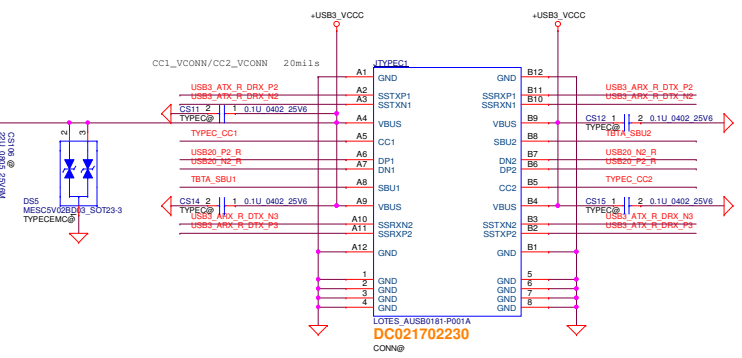 +USB3_VCCC
+USB3_VCCC
CC1_VCONN/CC2_VCONN 20mils
JTYPEC1
A1
GND
GND
B12
USB3_ATX_R_DRX_P2
A2
SSTXP1
SSRXP1
B11
USB3_ARX_R_DTX_P2
USB3_ATX_R_DRX_N2
A3
SSTXN1
SSRXN1
B10
USB3_ARX_R_DTX_N2
CS11 2 1 0.1U_0402_25V6
TYPEC@
A4
VBUS
VBUS
B9
CS12 1 2 0.1U_0402_25V6
TYPEC@
TYPEC_CC1
A5
CC1
SBU2
B8
TBTA_SBU2
USB20_P2_R
A6
DP1
DN2
B7
USB20_N2_R
USB20_N2_R
A7
DN1
DP2
B6
USB20_P2_R
TBTA_SBU1
A8
SBU1
CC2
B5
TYPEC_CC2
CS14 2 1 0.1U_0402_25V6
TYPEC@
A9
VBUS
VBUS
B4
CS15 1 2 0.1U_0402_25V6
TYPEC@
USB3_ARX_R_DTX_N3
A10
SSRXN2
SSTXN2
B3
USB3_ATX_R_DRX_N3
USB3_ARX_R_DTX_P3
A11
SSRXP2
SSTXP2
B2
USB3_ATX_R_DRX_P3
A12
GND
GND
B1
1
GND
GND
5
2
GND
GND
6
3
GND
GND
7
4
GND
GND
8
LOTES_AUSB0181-P001A
DC021702230
CONN@
2
3
DS5
MESC5V02BD03_SOT23-3
TYPECEMC@
CS106 @